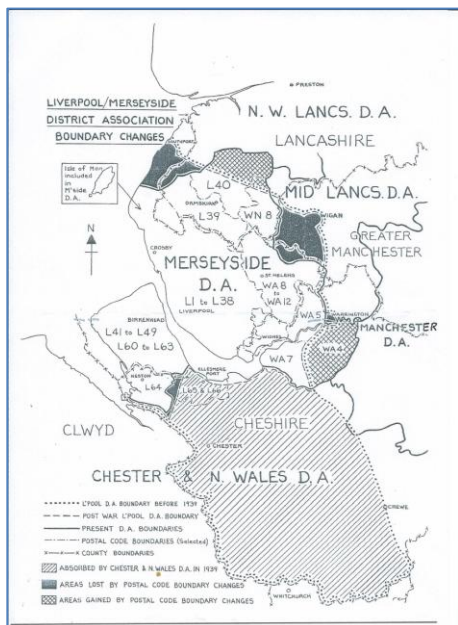 PRESTON
LIVERPOOL/MERSEYSIDE
DISTRICT ASSOCIATION
BOUNDARY CHANGES
N.W. LANCS. D.A.
LANCASHIRE
SOUTHPORT
Isle of Man
included
in
M'side
D.A.
MID LANCS. D.A.
L40
ORMSKIRK
L39
WN 8
WIGAN
GREATER
MANCHESTER
N
CROSBY
MERSEYSIDE
D.A.
L1 to L38
LIVERPOOL
ST. HELENS
WA 8
to
WA 12
WA 5
WARRINGTON
MANCHESTER
D.A.
BIRKENHEAD
L41 to L49
L60 to L63
WIDNES
WA 7
WA 4
ELLESMERE
PORT
NESTON
L64
L65 & L66
CLWYD
CHESHIRE
CHESTER
CHESTER & N. WALES D.A.
CREWE
L'POOL D.A. BOUNDARY BEFORE 1939
POST WAR L'POOL D.A. BOUNDARY
PRESENT D.A. BOUNDARIES
POSTAL CODE BOUNDARIES (Selected)
COUNTY BOUNDARIES
ABSORBED BY CHESTER & N. WALES D.A. IN 1939
AREAS LOST BY POSTAL CODE BOUNDARY CHANGES
AREAS GAINED BY POSTAL CODE BOUNDARY CHANGES
WHITCHURCH